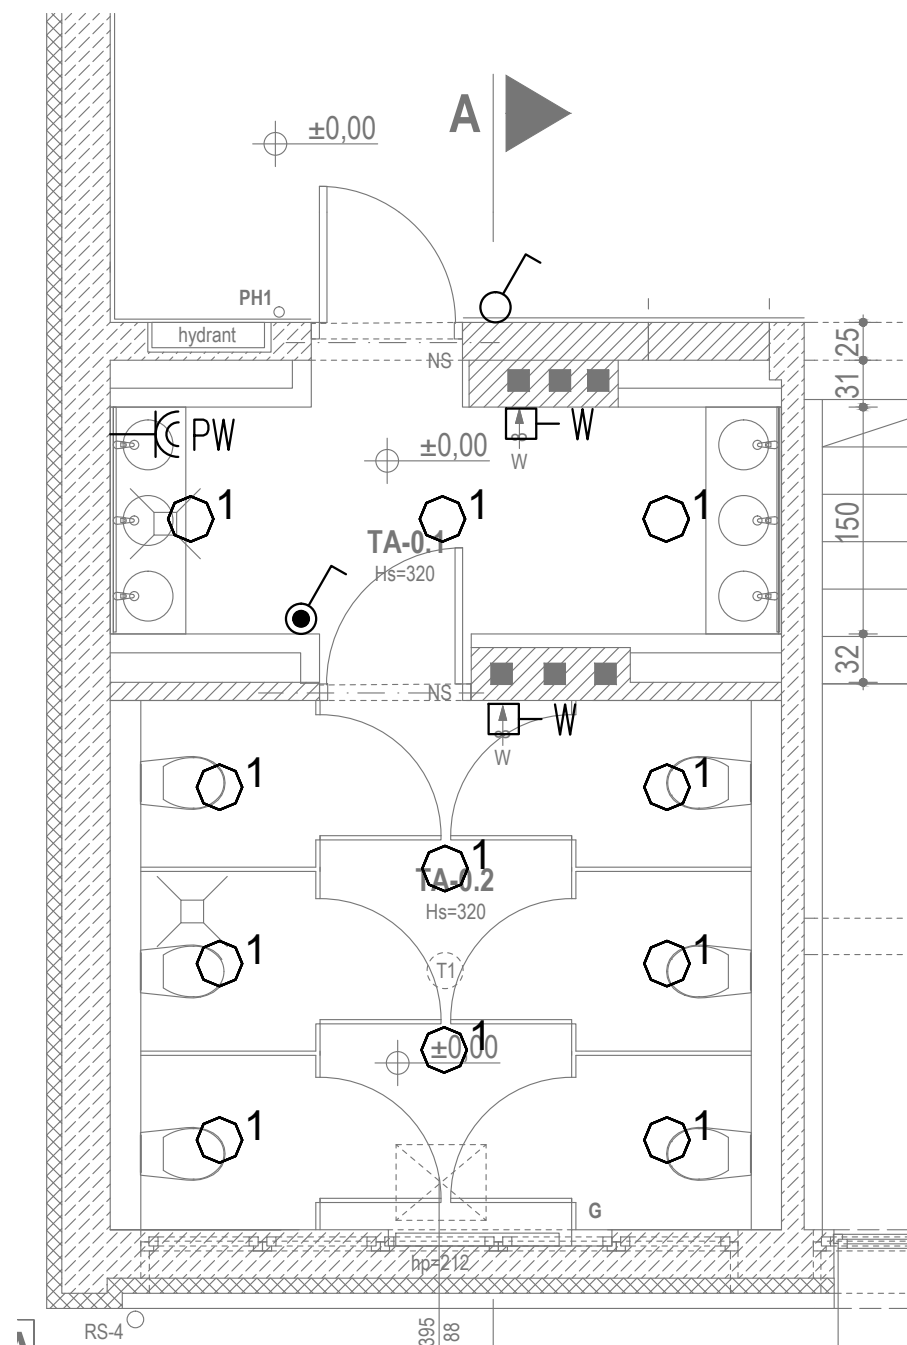 A
±0,00
PH1
hydrant
NS
25
31
PW
±0,00
W
W
1
1
1
150
TA-0.1
Hs=320
32
NS
W
W
1
1
1
TA-0.2
Hs=320
1
1
T1
1
±0,00
1
1
G
hp=212
RS-4
395
88